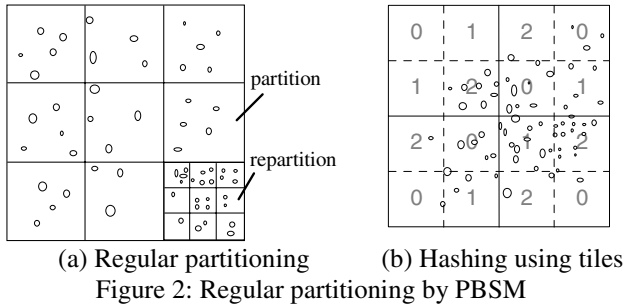 partition
repartition
0 1 2 0
1 2 0 1
2 0 1 2
0 1 2 0
(a) Regular partitioning
(b) Hashing using tiles
Figure 2: Regular partitioning by PBSM